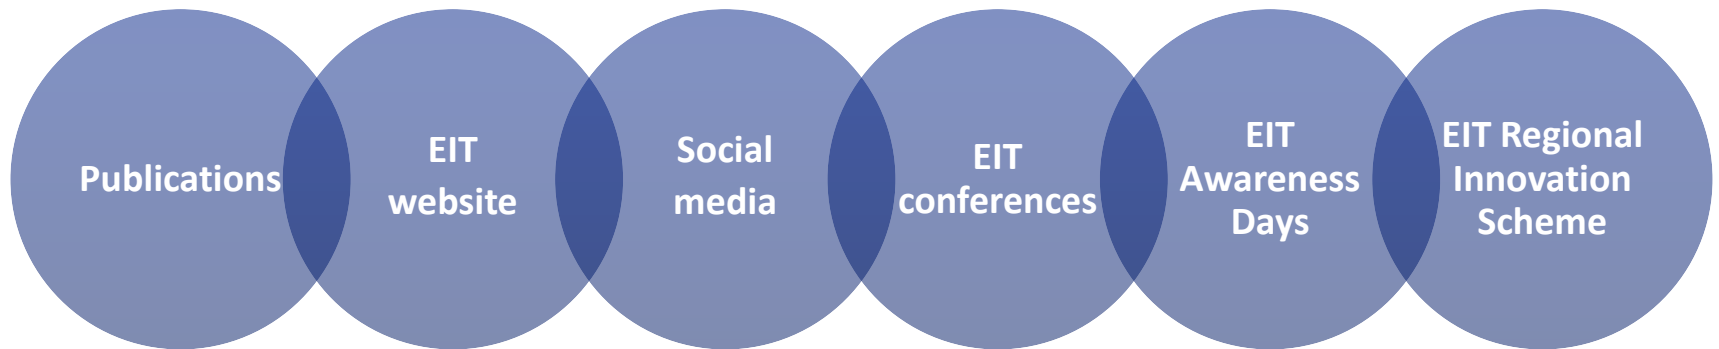 Publications
EIT
website
Social
media
EIT
conferences
EIT
Awareness
Days
EIT Regional
Innovation
Scheme